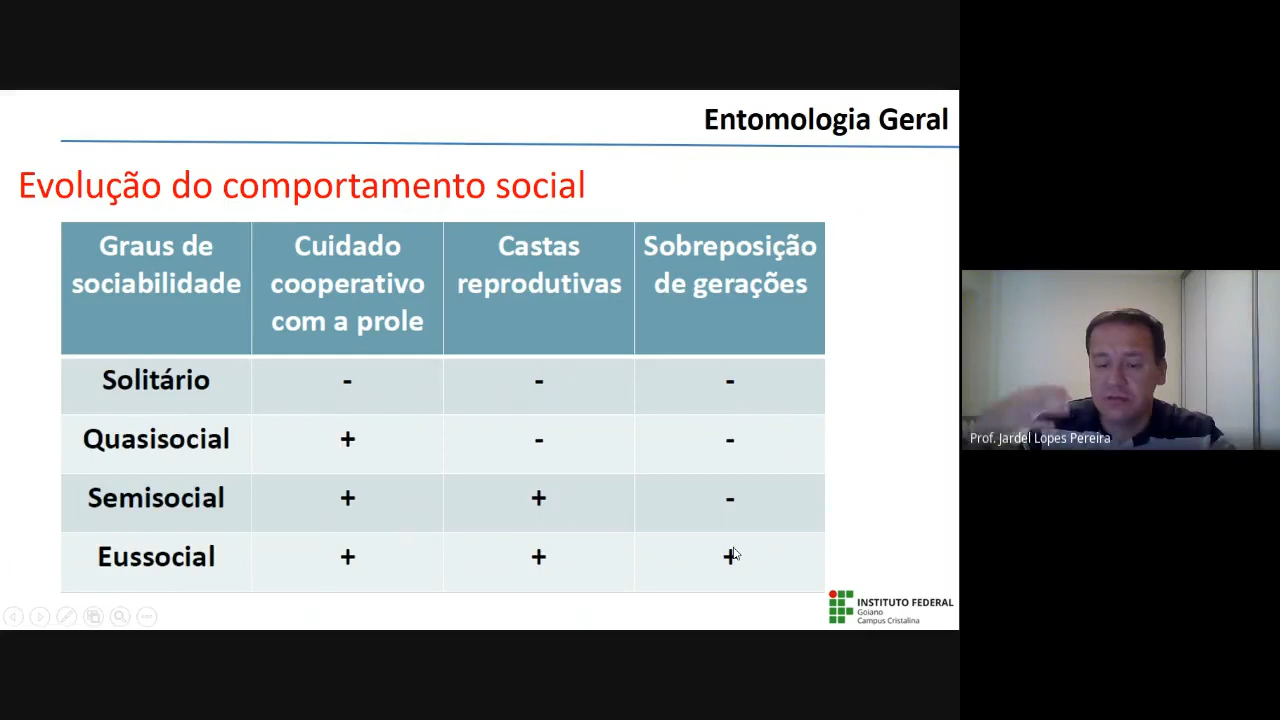 Entomologia Geral
Evolução do comportamento social
Graus de sociabilidade
Cuidado cooperativo com a prole
Castas reprodutivas
Sobreposição de gerações
Solitário - - -
Quasisocial + - -
Semisocial + + -
Eussocial + + +
INSTITUTO FEDERAL
Goiano
Campus Cristalina
Prof. Jardel Lopes Pereira